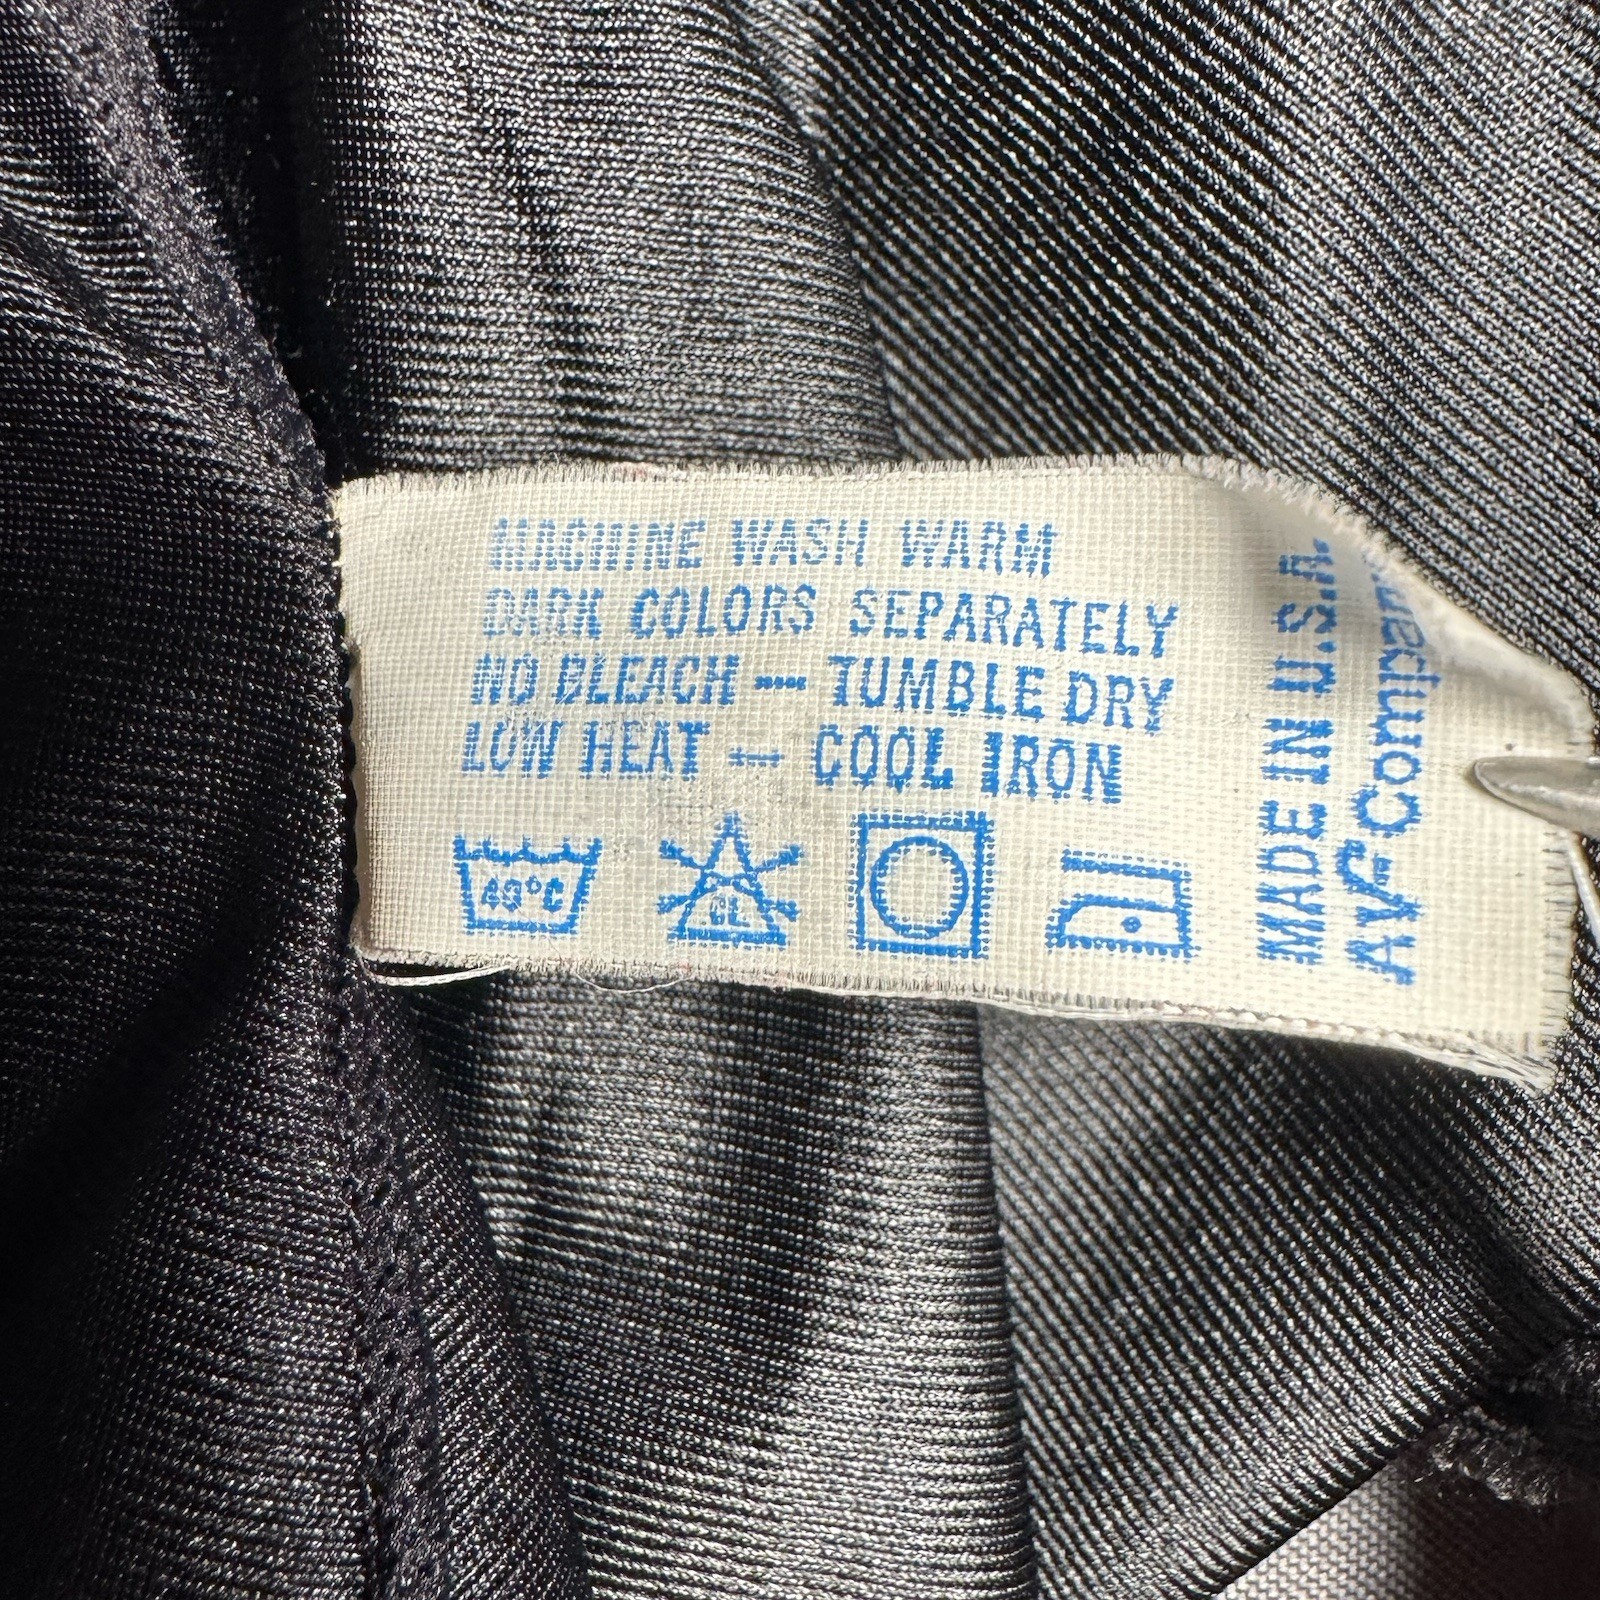 MACHINE WASH WARM
DARK COLORS SEPARATELY
NO BLEACH — TUMBLE DRY
LOW HEAT — COOL IRON
40°C
CL
MADE IN U.S.A.
Company